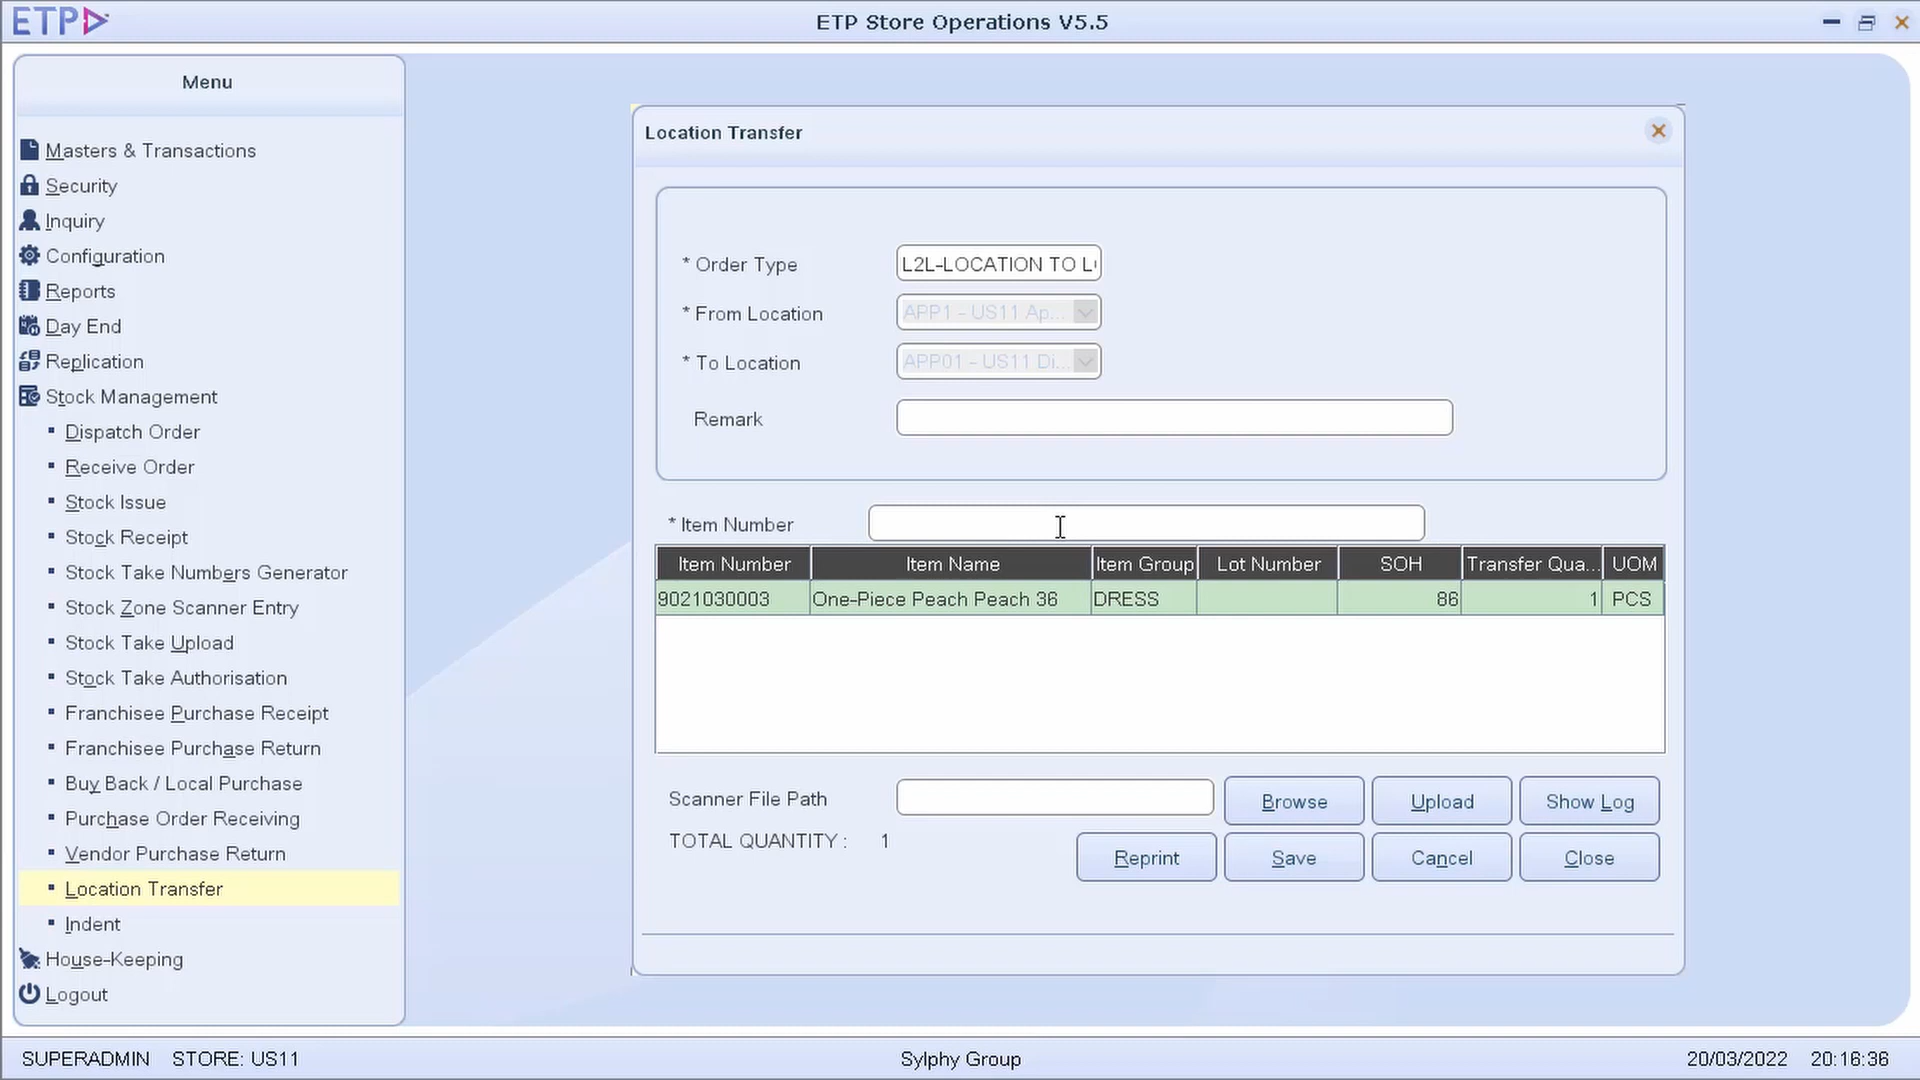 ETP
ETP Store Operations V5.5
Menu
Masters & Transactions
Security
Inquiry
Configuration
Reports
Day End
Replication
Stock Management
Dispatch Order
Receive Order
Stock Issue
Stock Receipt
Stock Take Numbers Generator
Stock Zone Scanner Entry
Stock Take Upload
Stock Take Authorisation
Franchisee Purchase Receipt
Franchisee Purchase Return
Buy Back / Local Purchase
Purchase Order Receiving
Vendor Purchase Return
Location Transfer
Indent
House-Keeping
Logout
Location Transfer
* Order Type L2L-LOCATION TO L
* From Location APP1 - US11 Ap...
* To Location APP01 - US11 Di...
Remark
* Item Number
Item Number Item Name Item Group Lot Number SOH Transfer Qua... UOM
9021030003 One-Piece Peach Peach 36 DRESS 86 1 PCS
Scanner File Path Browse Upload Show Log
TOTAL QUANTITY : 1
Reprint Save Cancel Close
SUPERADMIN STORE: US11 Sylphy Group 20/03/2022 20:16:36